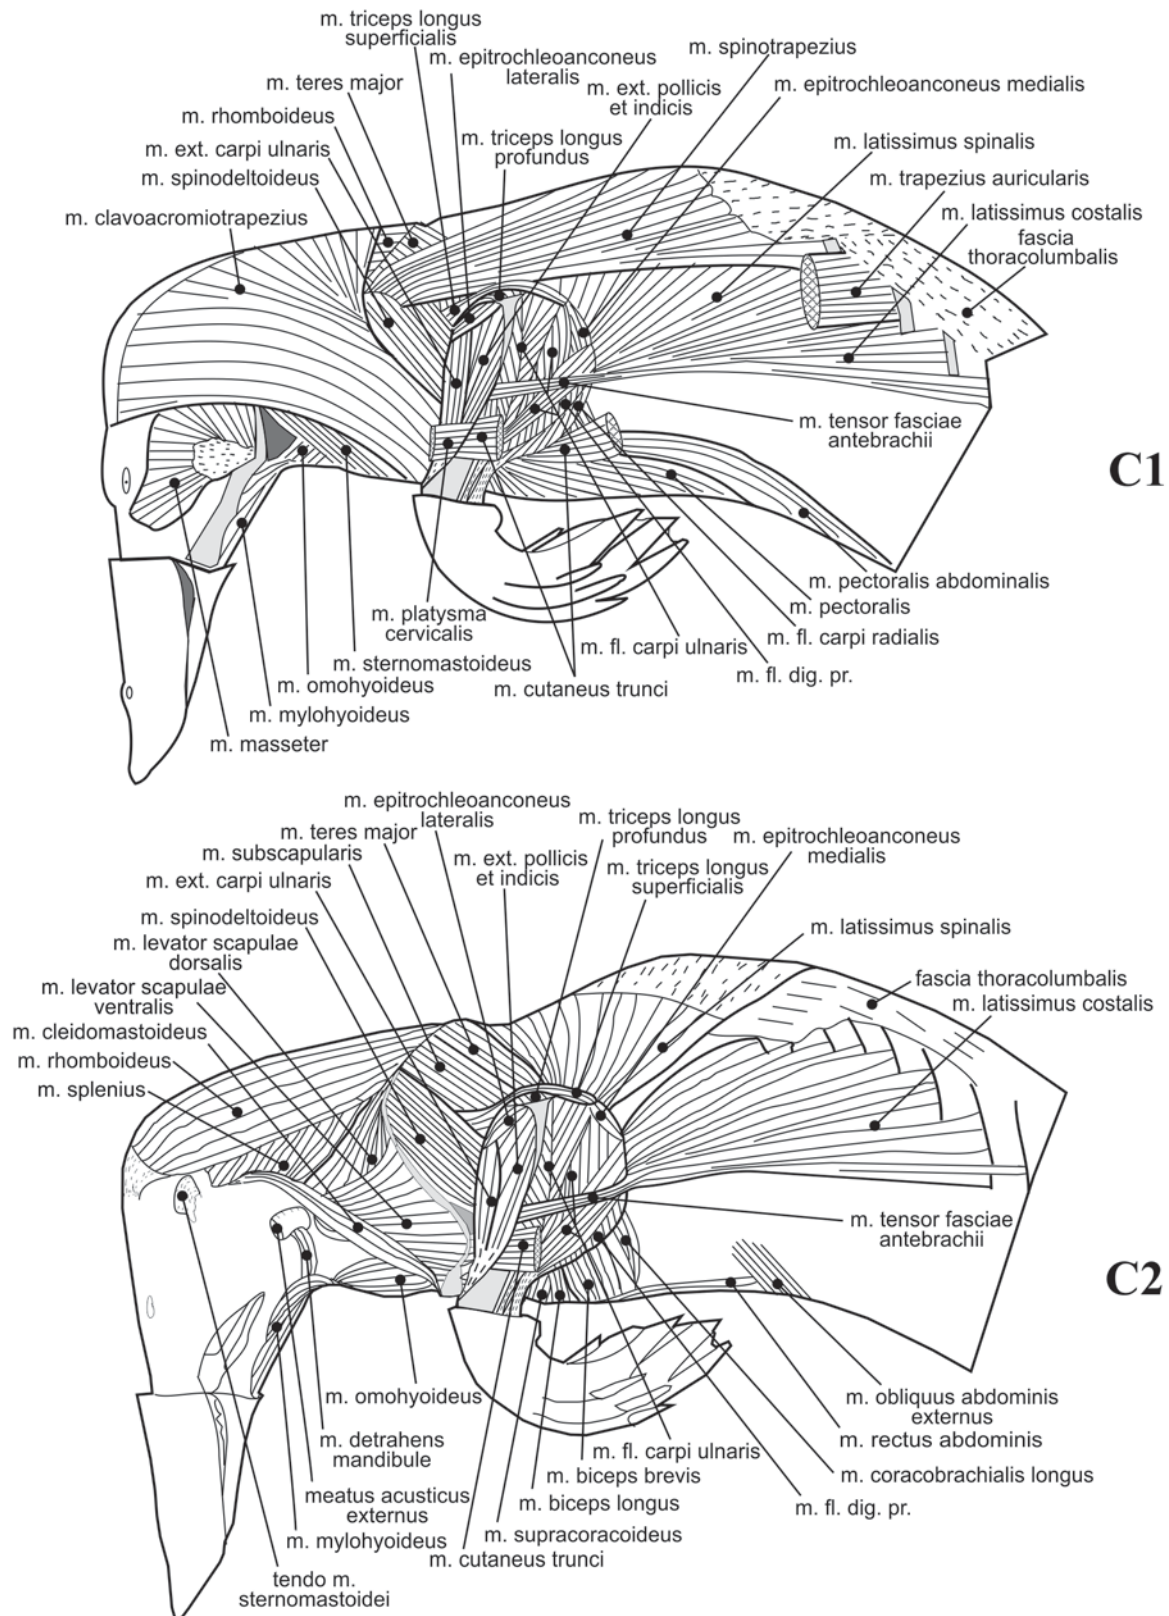 m. triceps longus
superficialis
m. epitrochleoanconeus
lateralis
m. spinotrapezius
m. teres major
m. ext. pollicis
et indicis
m. epitrochleoanconeus medialis
m. rhomboideus
m. triceps longus
profundus
m. ext. carpi ulnaris
m. latissimus spinalis
m. spinodeltoideus
m. trapezius auricularis
m. clavoacromiotrapezius
m. latissimus costalis
fascia
thoracolumbalis
m. tensor fasciae
antebrachii
C1
m. pectoralis abdominalis
m. pectoralis
m. platysma
cervicalis
m. fl. carpi radialis
m. fl. carpi ulnaris
m. sternomastoideus
m. fl. dig. pr.
m. omohyoideus
m. cutaneus trunci
m. mylohyoideus
m. masseter
m. epitrochleoanconeus
lateralis
m. triceps longus
profundus
m. teres major
m. epitrochleoanconeus
medialis
m. subscapularis
m. ext. pollicis
et indicis
m. triceps longus
superficialis
m. ext. carpi ulnaris
m. spinodeltoideus
m. latissimus spinalis
m. levator scapulae
dorsalis
fascia thoracolumbalis
m. levator scapulae
ventralis
m. latissimus costalis
m. cleidomastoideus
m. rhomboideus
m. splenius
m. tensor fasciae
antebrachii
C2
m. omohyoideus
m. obliquus abdominis
externus
m. detrahens
mandibule
m. rectus abdominis
m. fl. carpi ulnaris
m. biceps brevis
m. coracobrachialis longus
meatus acusticus
externus
m. biceps longus
m. fl. dig. pr.
m. mylohyoideus
m. supracoracoideus
m. cutaneus trunci
tendo m.
sternomastoidei